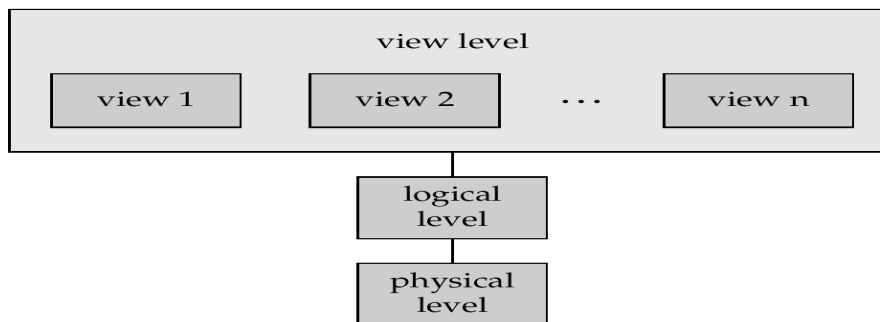 view level
view 1
view 2
...
view n
logical
level
physical
level